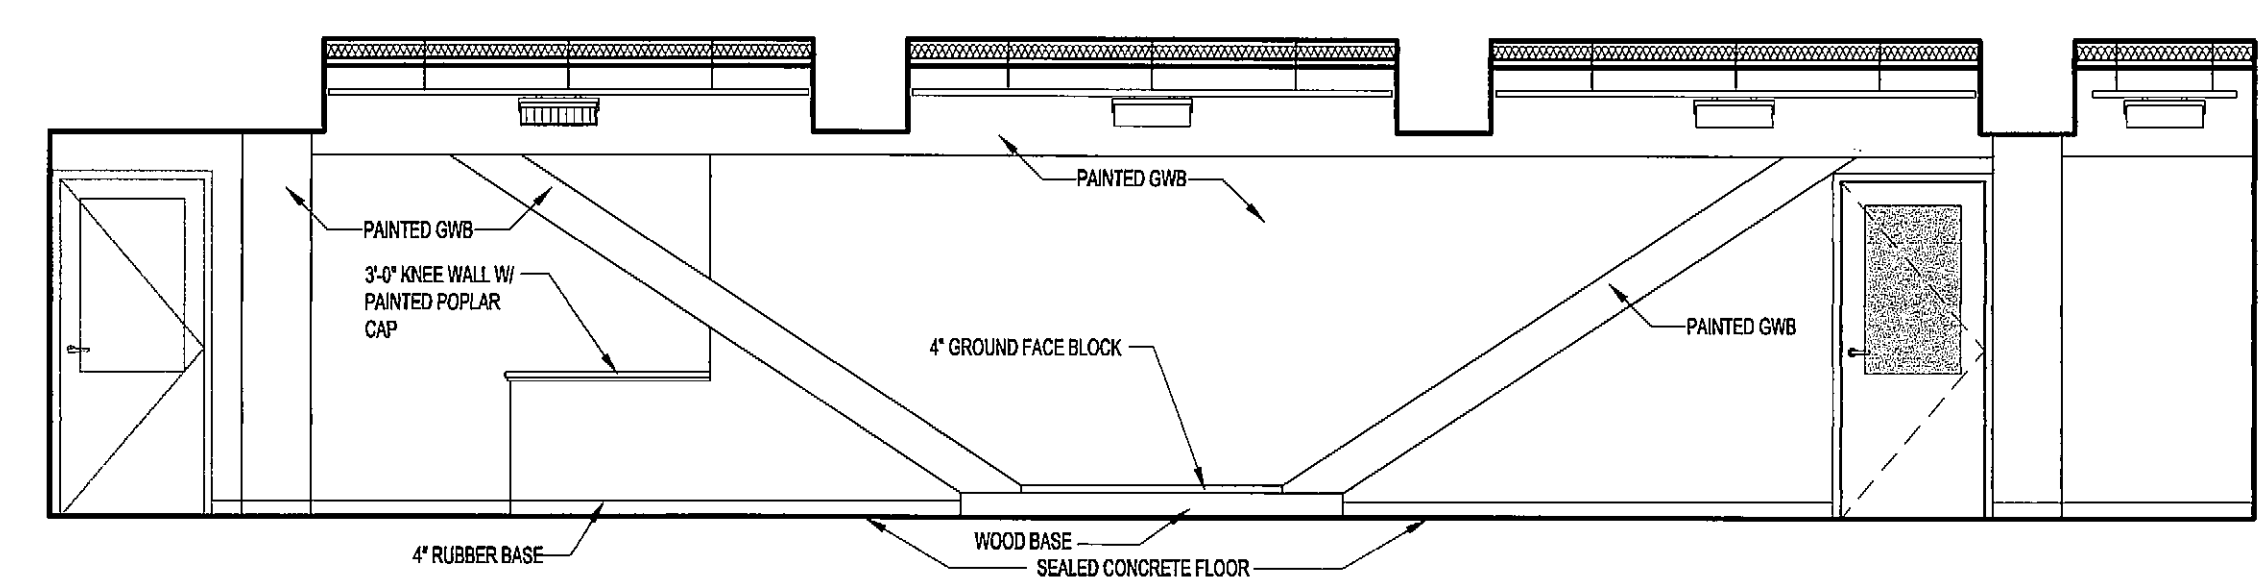 PAINTED GWB
PAINTED GWB
3'-0" KNEE WALL W/
PAINTED POPLAR
CAP
4" GROUND FACE BLOCK
PAINTED GWB
4" RUBBER BASE
WOOD BASE
SEALED CONCRETE FLOOR